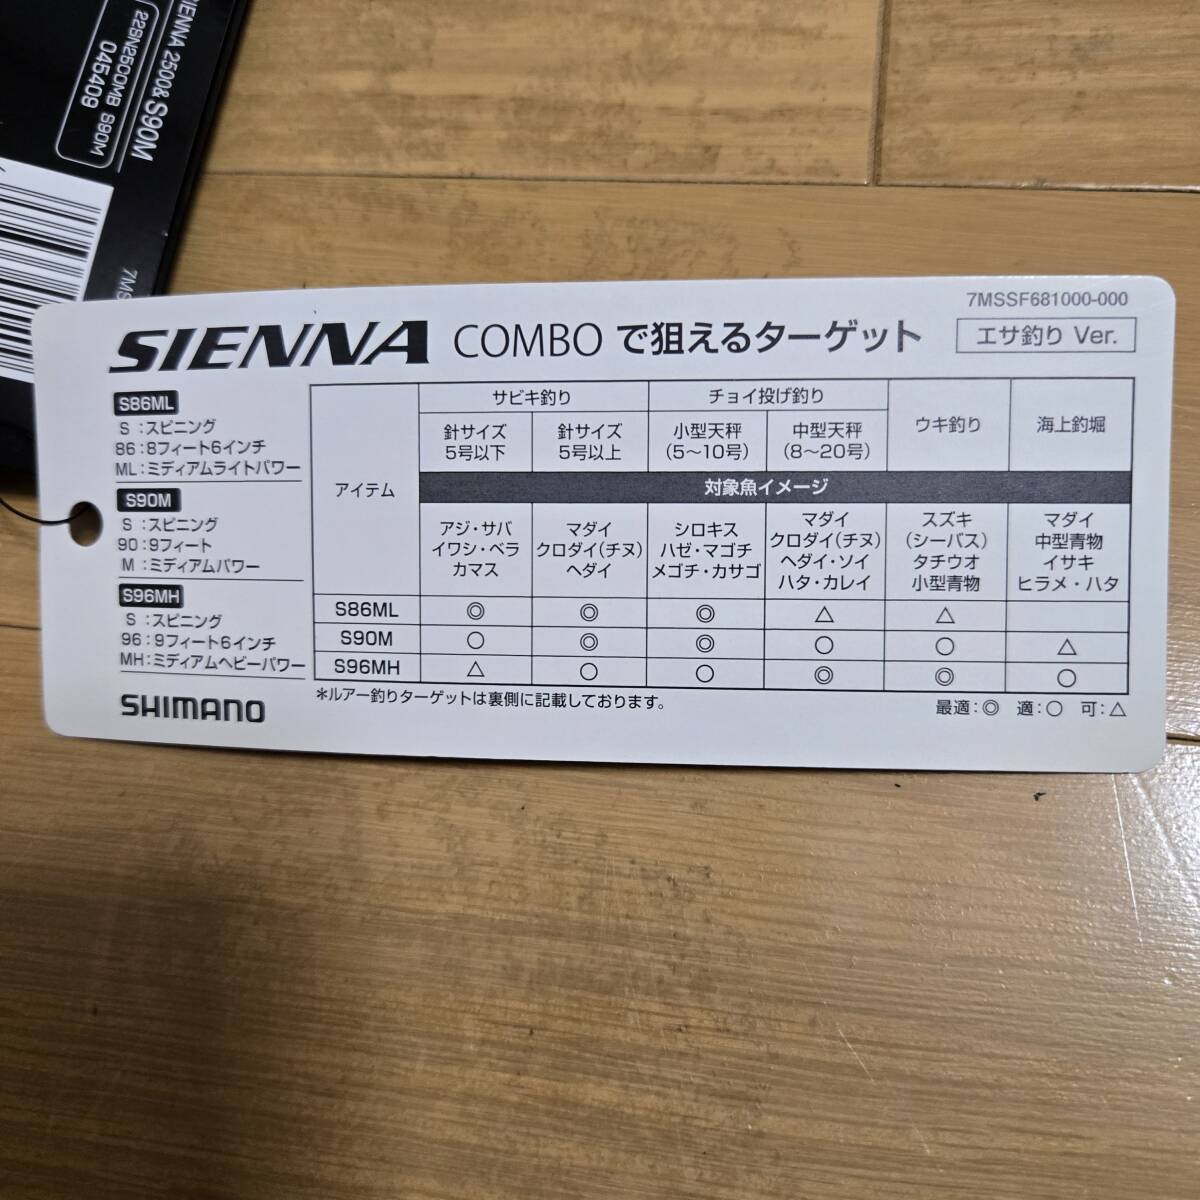 SIENNA 2500& S90M
22SN25COMB S90M
045409
7MSSF681000-000
SIENNA COMBO で狙えるターゲット
エサ釣り Ver.
S86ML
S:スピニング
86:8フィート6インチ
ML:ミディアムライトパワー
S90M
S:スピニング
90:9フィート
M:ミディアムパワー
S96MH
S:スピニング
96:9フィート6インチ
MH:ミディアムヘビーパワー
SHIMANO
アイテム サビキ釣り チョイ投げ釣り ウキ釣り 海上釣堀
針サイズ 針サイズ 小型天秤 中型天秤
5号以下 5号以上 (5〜10号) (8〜20号)
対象魚イメージ
アジ・サバ マダイ シロキス マダイ スズキ マダイ
イワシ・ベラ クロダイ(チヌ) ハゼ・マゴチ クロダイ(チヌ) (シーバス) 中型青物
カマス ヘダイ メゴチ・カサゴ ヘダイ・ソイ タチウオ イサキ
ハタ・カレイ 小型青物 ヒラメ・ハタ
S86ML ◎ ◎ ◎ △ △
S90M ○ ◎ ◎ ○ ○ △
S96MH △ ○ ○ ◎ ◎ ○
*ルアー釣りターゲットは裏側に記載しております。
最適:◎ 適:○ 可:△